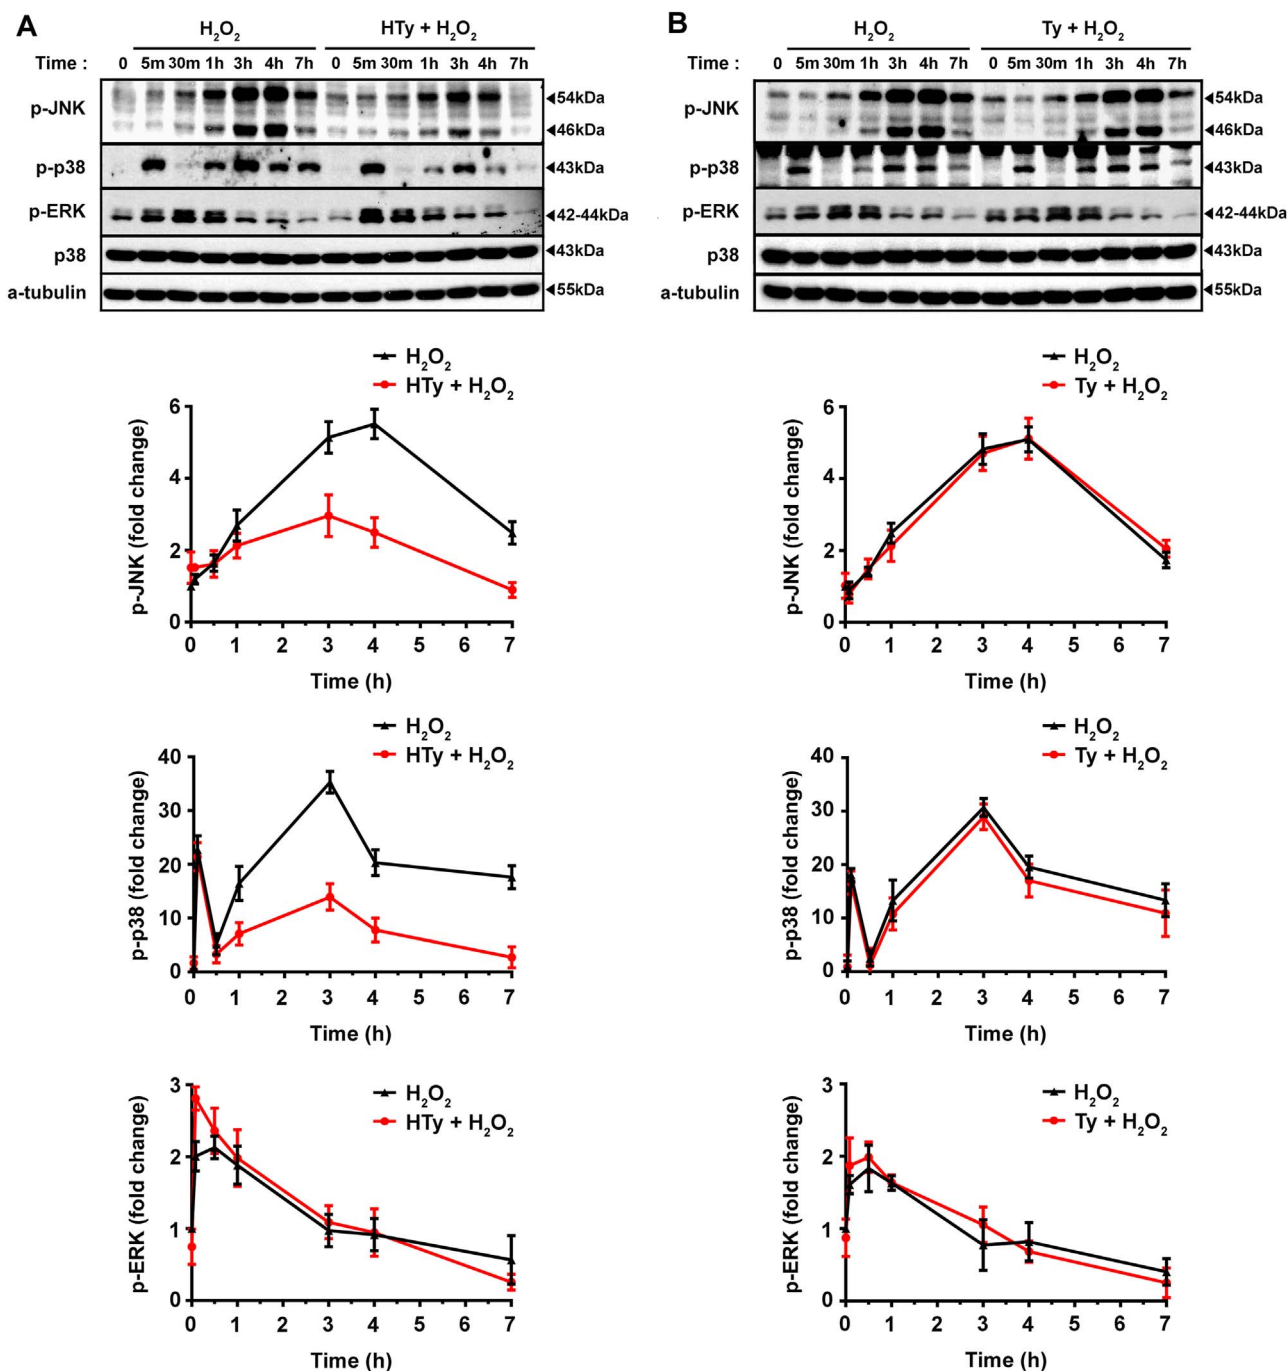 A
H2O2 HTy + H2O2
Time : 0 5m 30m 1h 3h 4h 7h 0 5m 30m 1h 3h 4h 7h
p-JNK 54kDa
46kDa
p-p38 43kDa
p-ERK 42-44kDa
p38 43kDa
a-tubulin 55kDa
H2O2
HTy + H2O2
p-JNK (fold change)
6
4
2
0
0 1 2 3 4 5 6 7
Time (h)
H2O2
HTy + H2O2
p-p38 (fold change)
40
30
20
10
0
0 1 2 3 4 5 6 7
Time (h)
H2O2
HTy + H2O2
p-ERK (fold change)
3
2
1
0
0 1 2 3 4 5 6 7
Time (h)
B
H2O2 Ty + H2O2
Time : 0 5m 30m 1h 3h 4h 7h 0 5m 30m 1h 3h 4h 7h
p-JNK 54kDa
46kDa
p-p38 43kDa
p-ERK 42-44kDa
p38 43kDa
a-tubulin 55kDa
H2O2
Ty + H2O2
p-JNK (fold change)
6
4
2
0
0 1 2 3 4 5 6 7
Time (h)
H2O2
Ty + H2O2
p-p38 (fold change)
40
30
20
10
0
0 1 2 3 4 5 6 7
Time (h)
H2O2
Ty + H2O2
p-ERK (fold change)
3
2
1
0
0 1 2 3 4 5 6 7
Time (h)